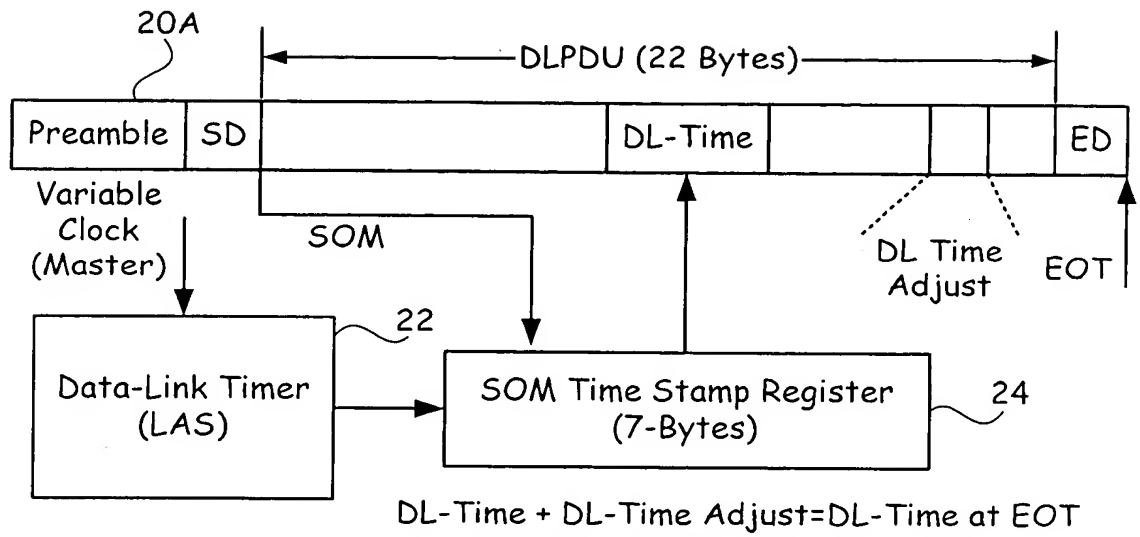 20A
DLPDU (22 Bytes)
Preamble
SD
DL-Time
ED
Variable
Clock
(Master)
SOM
DL Time
Adjust
EOT
22
Data-Link Timer
(LAS)
SOM Time Stamp Register
(7-Bytes)
24
DL-Time + DL-Time Adjust=DL-Time at EOT